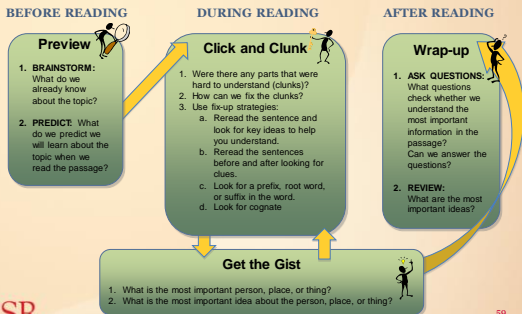 BEFORE READING
DURING READING
AFTER READING
Preview
1. BRAINSTORM:
What do we
already know
about the topic?
2. PREDICT: What
do we predict we
will learn about the
topic when we
read the passage?
Click and Clunk
1. Were there any parts that were
hard to understand (clunks)?
2. How can we fix the clunks?
3. Use fix-up strategies:
a. Reread the sentence and
look for key ideas to help
you understand.
b. Reread the sentences
before and after looking for
clues.
c. Look for a prefix, root word,
or suffix in the word.
d. Look for cognate
Wrap-up
1. ASK QUESTIONS:
What questions
check whether we
understand the
most important
information in the
passage?
Can we answer the
questions?
2. REVIEW:
What are the most
important ideas?
Get the Gist
1. What is the most important person, place, or thing?
2. What is the most important idea about the person, place, or thing?
SR
59